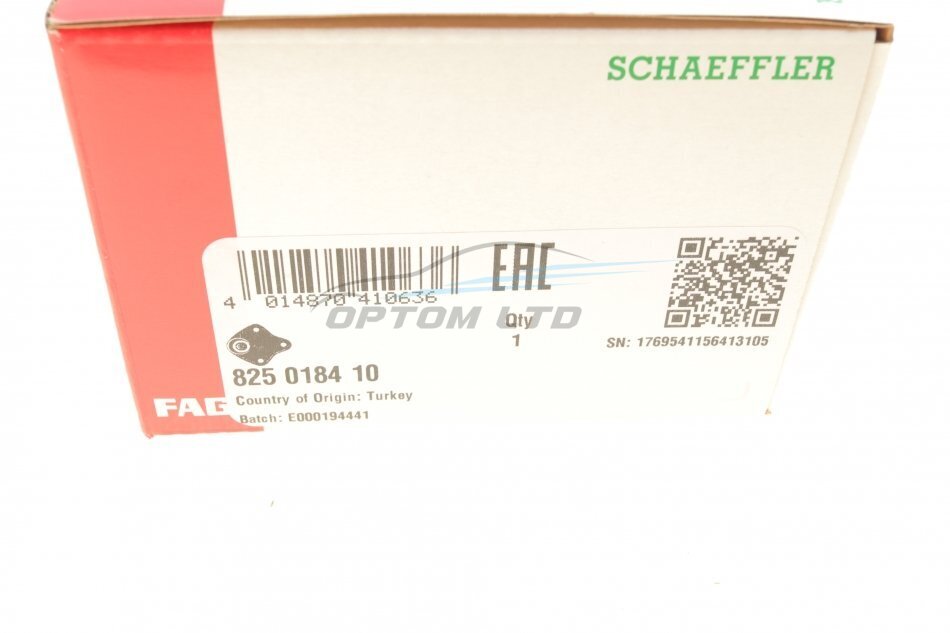 SCHAEFFLER
4 014870 410636
EAC
OPTOM LTD
Qty
1
SN: 1769541156413105
825 0184 10
Country of Origin: Turkey
FAG
Batch: E000194441